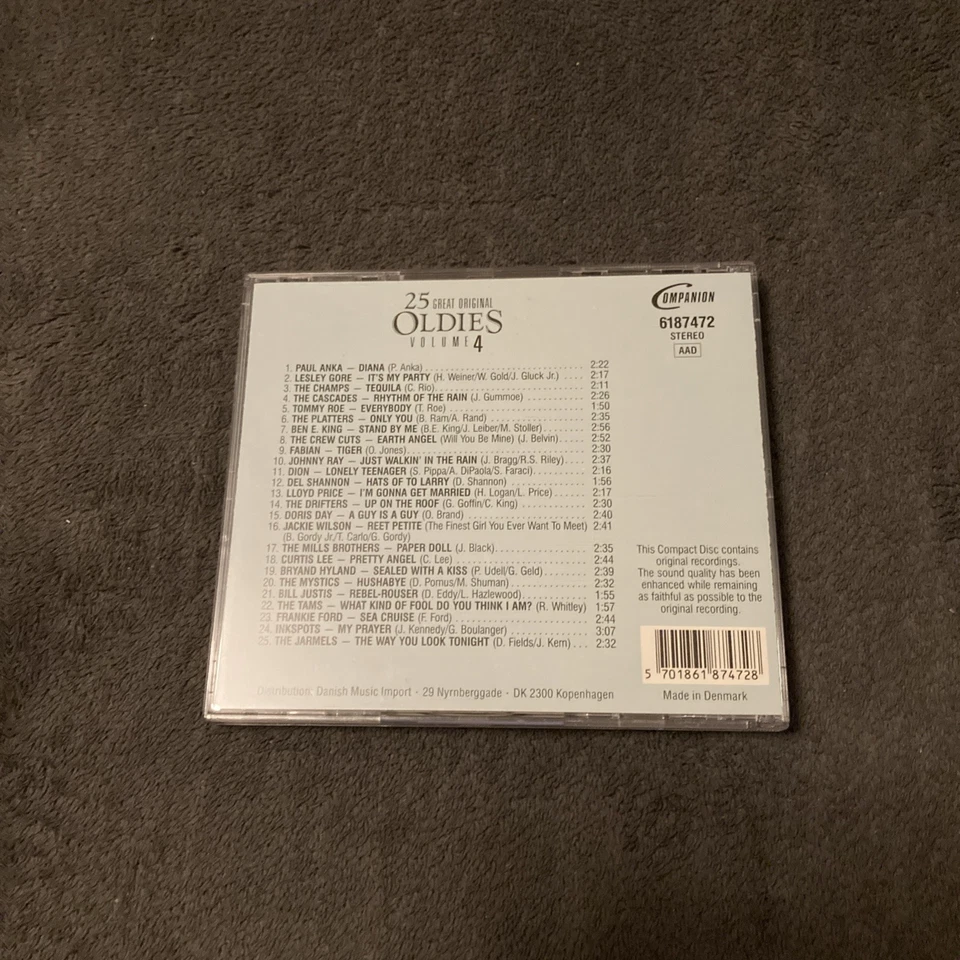 25 GREAT ORIGINAL
OLDIES
VOLUME 4
COMPANION
6187472
STEREO
AAD
1. PAUL ANKA – DIANA (P. Anka) 2:22
2. LESLEY GORE – IT'S MY PARTY (H. Weiner/W. Gold/J. Gluck Jr.) 2:17
3. THE CHAMPS – TEQUILA (C. Rio) 2:11
4. THE CASCADES – RHYTHM OF THE RAIN (J. Gummoe) 2:26
5. TOMMY ROE – EVERYBODY (T. Roe) 1:50
6. THE PLATTERS – ONLY YOU (B. Ram/A. Rand) 2:35
7. BEN E. KING – STAND BY ME (B.E. King/J. Leiber/M. Stoller) 2:56
8. THE CREW CUTS – EARTH ANGEL (Will You Be Mine) (J. Belvin) 2:52
9. FABIAN – TIGER (O. Jones) 2:30
10. JOHNNY RAY – JUST WALKIN' IN THE RAIN (J. Bragg/R.S. Riley) 2:37
11. DION – LONELY TEENAGER (S. Pippa/A. DiPaola/S. Faraci) 2:16
12. DEL SHANNON – HATS OF TO LARRY (D. Shannon) 1:56
13. LLOYD PRICE – I'M GONNA GET MARRIED (H. Logan/L. Price) 2:17
14. THE DRIFTERS – UP ON THE ROOF (G. Goffin/C. King) 2:30
15. DORIS DAY – A GUY IS A GUY (O. Brand) 2:40
16. JACKIE WILSON – REET PETITE (The Finest Girl You Ever Want To Meet) 2:41
(B. Gordy Jr./T. Carlo/G. Gordy)
17. THE MILLS BROTHERS – PAPER DOLL (J. Black) 2:35
18. CURTIS LEE – PRETTY ANGEL (C. Lee) 2:44
19. BRYAND HYLAND – SEALED WITH A KISS (P. Udell/G. Geld) 2:39
20. THE MYSTICS – HUSHABYE (D. Pomus/M. Shuman) 2:32
21. BILL JUSTIS – REBEL-ROUSER (D. Eddy/L. Hazlewood) 1:55
22. THE TAMS – WHAT KIND OF FOOL DO YOU THINK I AM? (R. Whitley) 1:57
23. FRANKIE FORD – SEA CRUISE (F. Ford) 2:44
24. INKSPOTS – MY PRAYER (J. Kennedy/G. Boulanger) 3:07
25. THE JARMELS – THE WAY YOU LOOK TONIGHT (D. Fields/J. Kern) 2:32
This Compact Disc contains
original recordings.
The sound quality has been
enhanced while remaining
as faithful as possible to the
original recording.
5 701861 874728
Distribution: Danish Music Import • 29 Nyrnberggade • DK 2300 Kopenhagen
Made in Denmark